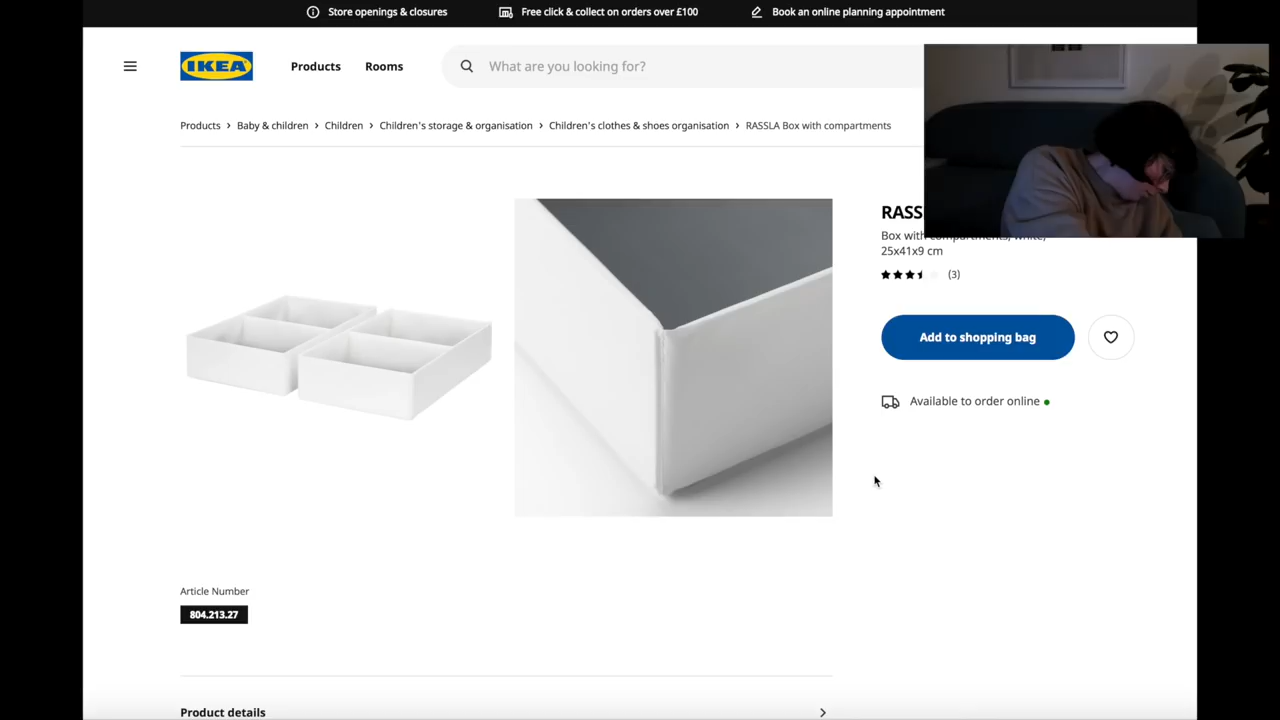 Store openings & closures
Free click & collect on orders over £100
Book an online planning appointment
IKEA
Products
Rooms
What are you looking for?
Products > Baby & children > Children > Children's storage & organisation > Children's clothes & shoes organisation > RASSLA Box with compartments
RASS
Box with compartments, white,
25x41x9 cm
(3)
Add to shopping bag
Available to order online
Article Number
804.213.27
Product details